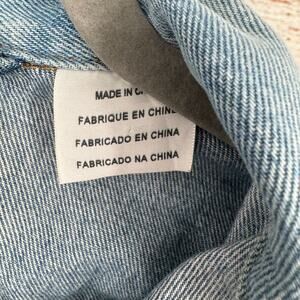 MADE IN C
FABRIQUE EN CHINE
FABRICADO EN CHINA
FABRICADO NA CHINA